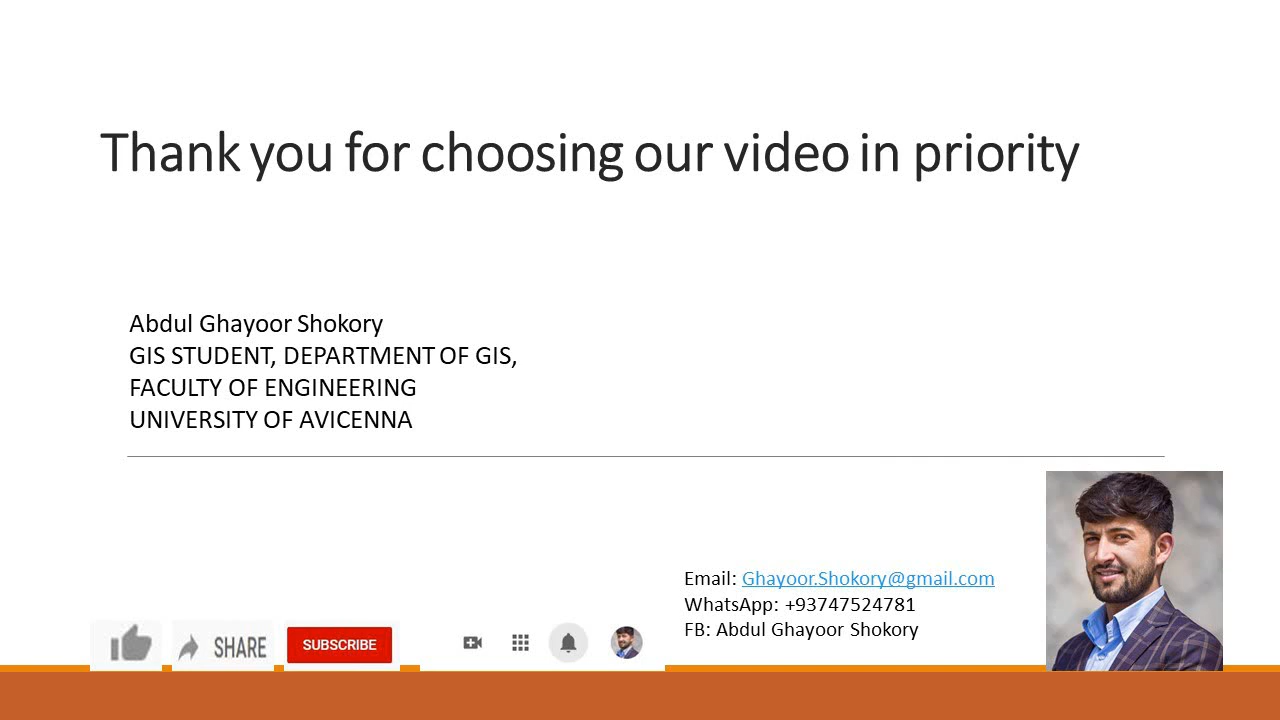 Thank you for choosing our video in priority
Abdul Ghayoor Shokory
GIS STUDENT, DEPARTMENT OF GIS,
FACULTY OF ENGINEERING
UNIVERSITY OF AVICENNA
Email: Ghayoor.Shokory@gmail.com
WhatsApp: +93747524781
FB: Abdul Ghayoor Shokory
SHARE
SUBSCRIBE